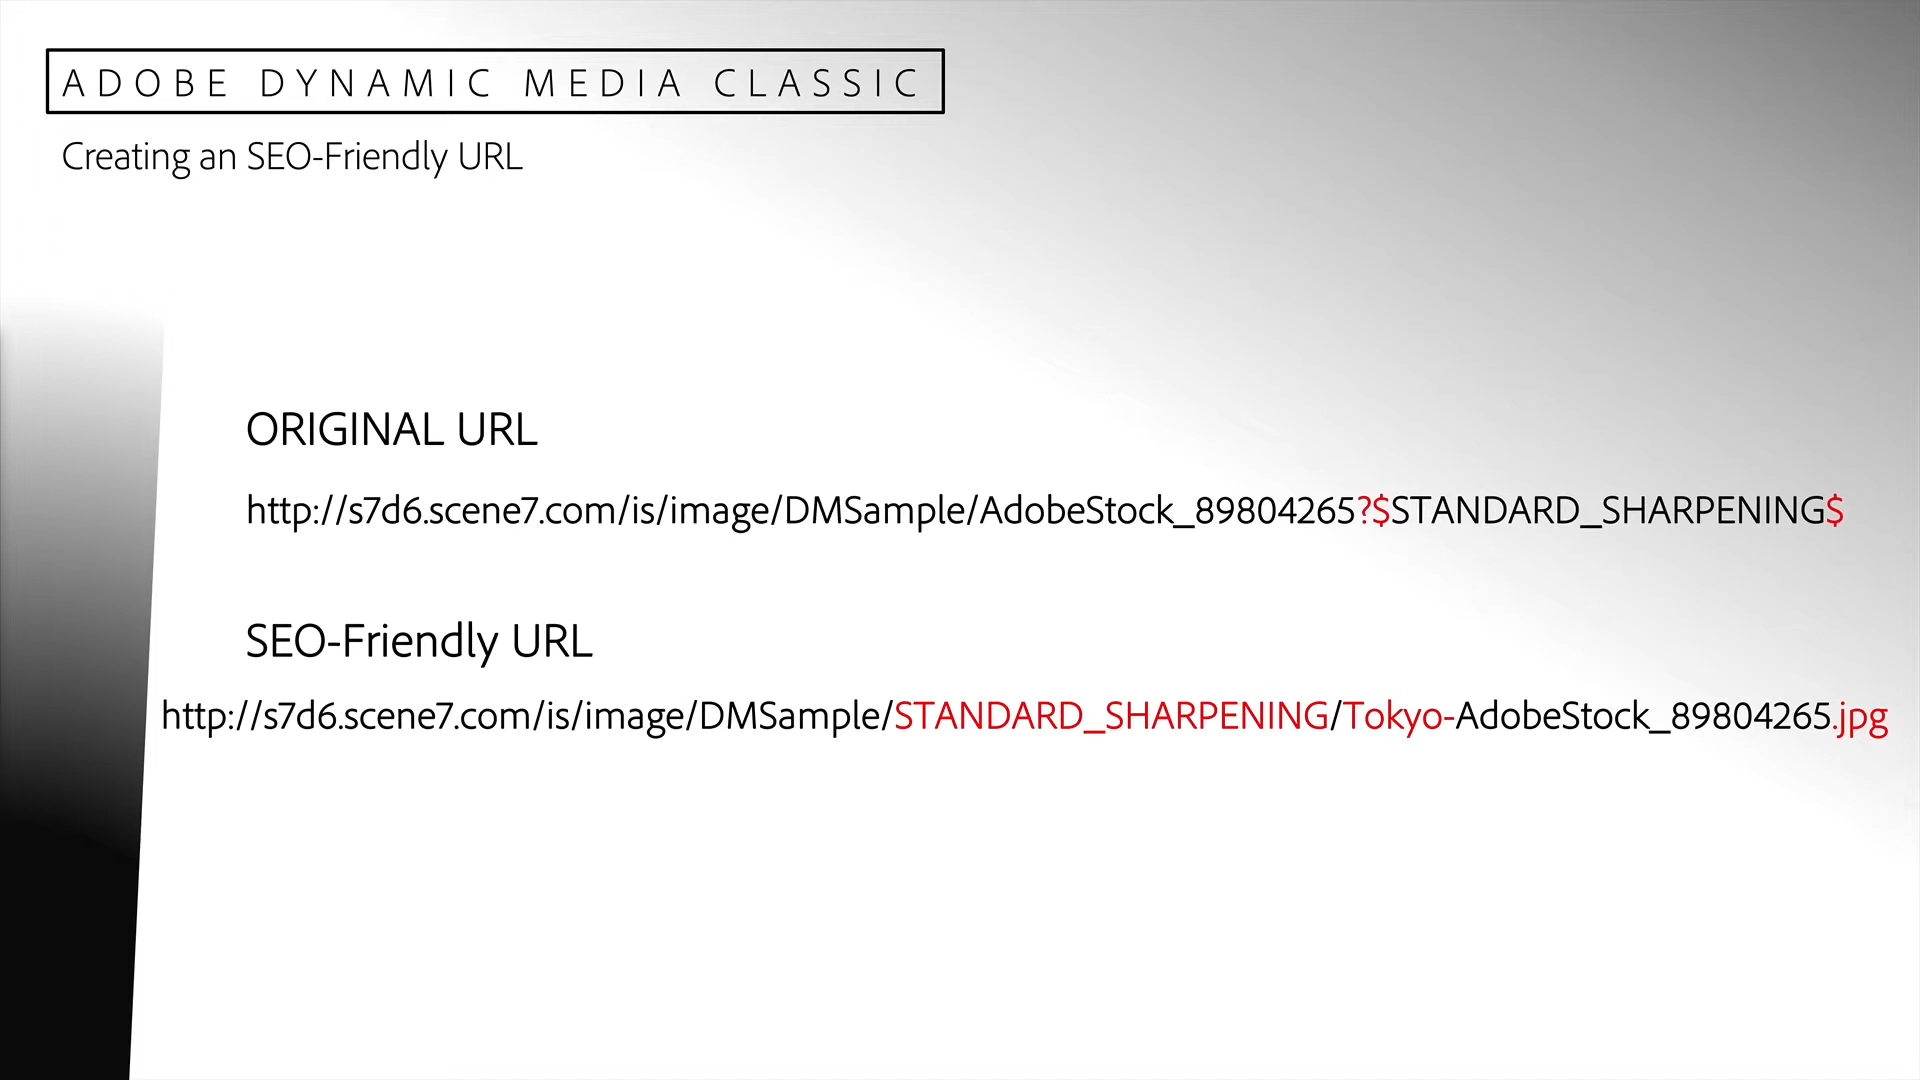 ADOBE DYNAMIC MEDIA CLASSIC
Creating an SEO-Friendly URL
ORIGINAL URL
http://s7d6.scene7.com/is/image/DMSample/AdobeStock_89804265?$STANDARD_SHARPENING$
SEO-Friendly URL
http://s7d6.scene7.com/is/image/DMSample/STANDARD_SHARPENING/Tokyo-AdobeStock_89804265.jpg